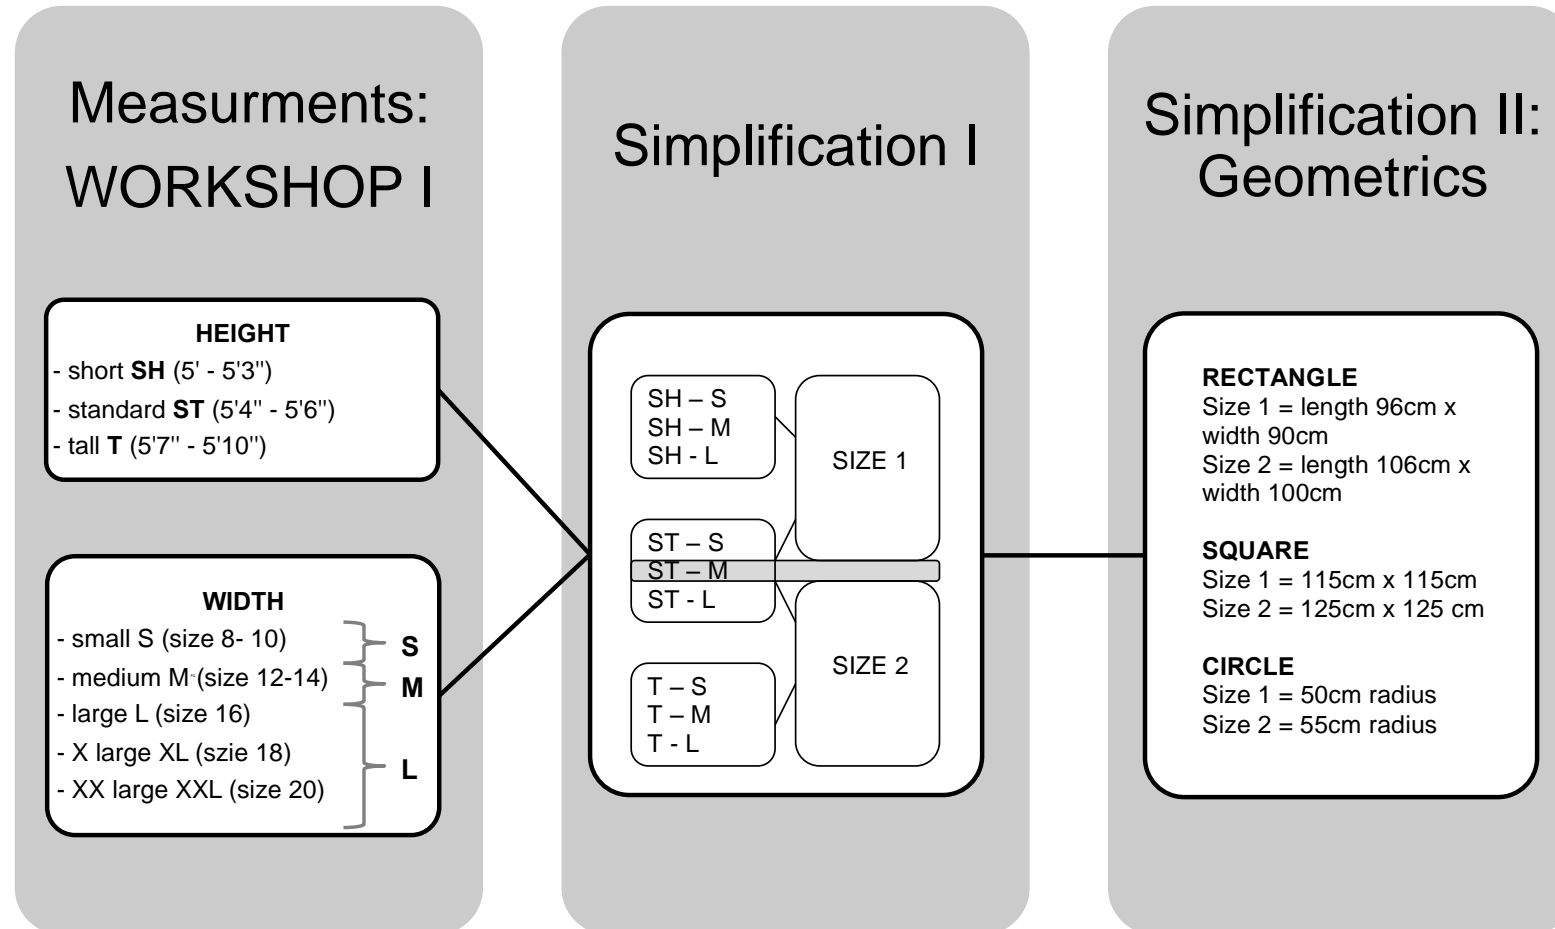 Measurments:
WORKSHOP I
HEIGHT
- short SH (5' - 5'3")
- standard ST (5'4" - 5'6")
- tall T (5'7" - 5'10")
WIDTH
- small S (size 8- 10)
- medium M (size 12-14)
- large L (size 16)
- X large XL (szie 18)
- XX large XXL (size 20)
S
M
L
Simplification I
SH – S
SH – M
SH - L
ST – S
ST – M
ST - L
T – S
T – M
T - L
SIZE 1
SIZE 2
Simplification II:
Geometrics
RECTANGLE
Size 1 = length 96cm x
width 90cm
Size 2 = length 106cm x
width 100cm
SQUARE
Size 1 = 115cm x 115cm
Size 2 = 125cm x 125 cm
CIRCLE
Size 1 = 50cm radius
Size 2 = 55cm radius